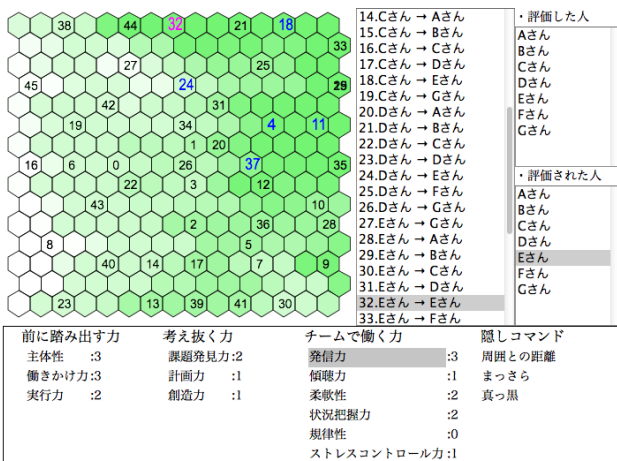 38 44 32 21 18
33
27 25
45 24
42 31
19 34 4 11
1 20
16 6 0 26 37 35
22 3 12
43 10
2 36 28
8 5
40 14 17 7 9
23 13 39 41 30
14.Cさん → Aさん
15.Cさん → Bさん
16.Cさん → Cさん
17.Cさん → Dさん
18.Cさん → Eさん
19.Cさん → Gさん
20.Dさん → Aさん
21.Dさん → Bさん
22.Dさん → Cさん
23.Dさん → Dさん
24.Dさん → Eさん
25.Dさん → Fさん
26.Dさん → Gさん
27.Eさん → Gさん
28.Eさん → Aさん
29.Eさん → Bさん
30.Eさん → Cさん
31.Eさん → Dさん
32.Eさん → Eさん
33.Eさん → Fさん
・評価した人
Aさん
Bさん
Cさん
Dさん
Eさん
Fさん
Gさん
・評価された人
Aさん
Bさん
Cさん
Dさん
Eさん
Fさん
Gさん
前に踏み出す力
主体性 :3
働きかけ力:3
実行力 :2
考え抜く力
課題発見力:2
計画力 :1
創造力 :1
チームで働く力
発信力 :3
傾聴力 :1
柔軟性 :2
状況把握力 :2
規律性 :0
ストレスコントロール力:1
隠しコマンド
周囲との距離
まっさら
真っ黒